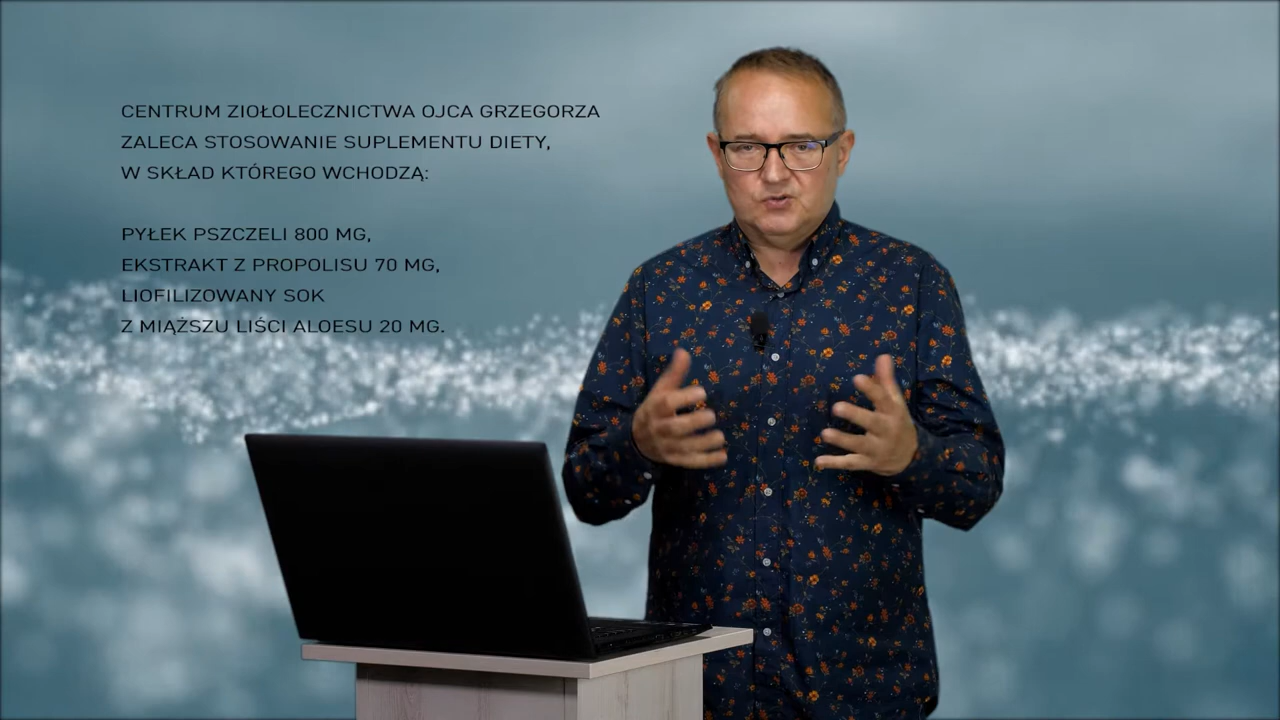 CENTRUM ZIOŁOLECZNICTWA OJCA GRZEGORZA
ZALECA STOSOWANIE SUPLEMENTU DIETY,
W SKŁAD KTÓREGO WCHODZĄ:
PYŁEK PSZCZELI 800 MG,
EKSTRAKT Z PROPOLISU 70 MG,
LIOFILIZOWANY SOK
Z MIĄŻSZU LIŚCI ALOESU 20 MG.